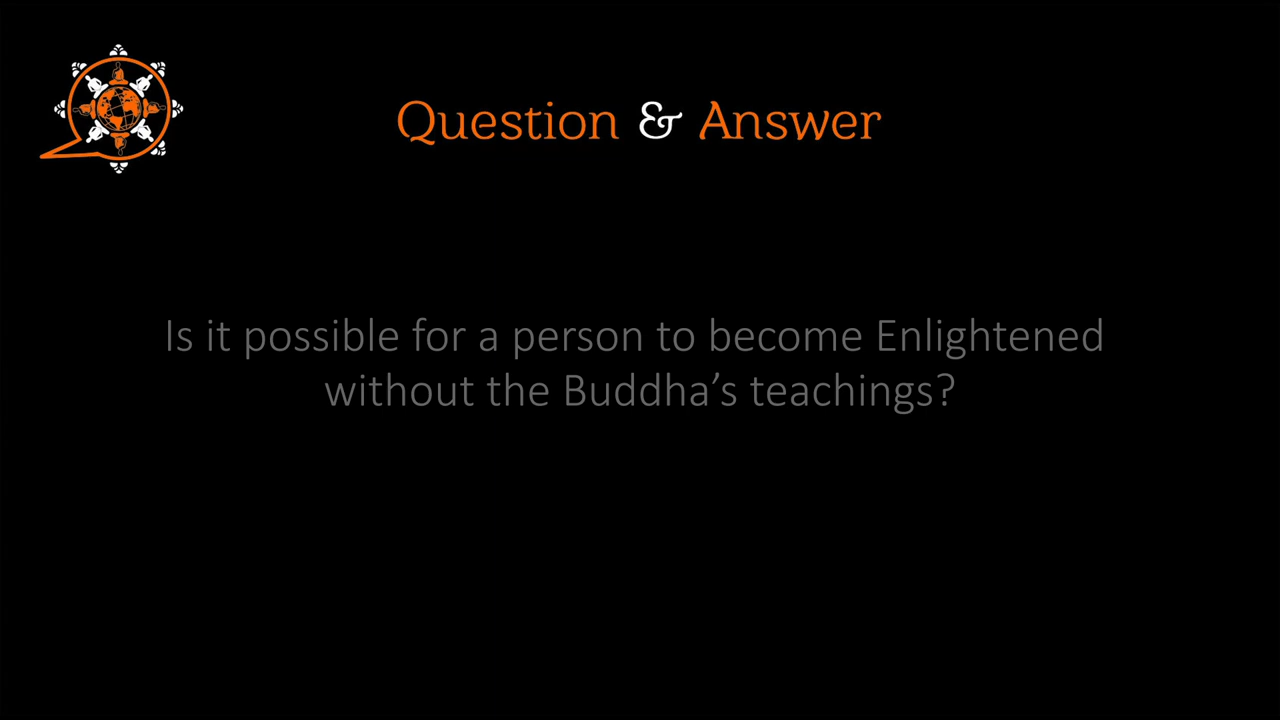 Question & Answer
Is it possible for a person to become Enlightened
without the Buddha’s teachings?